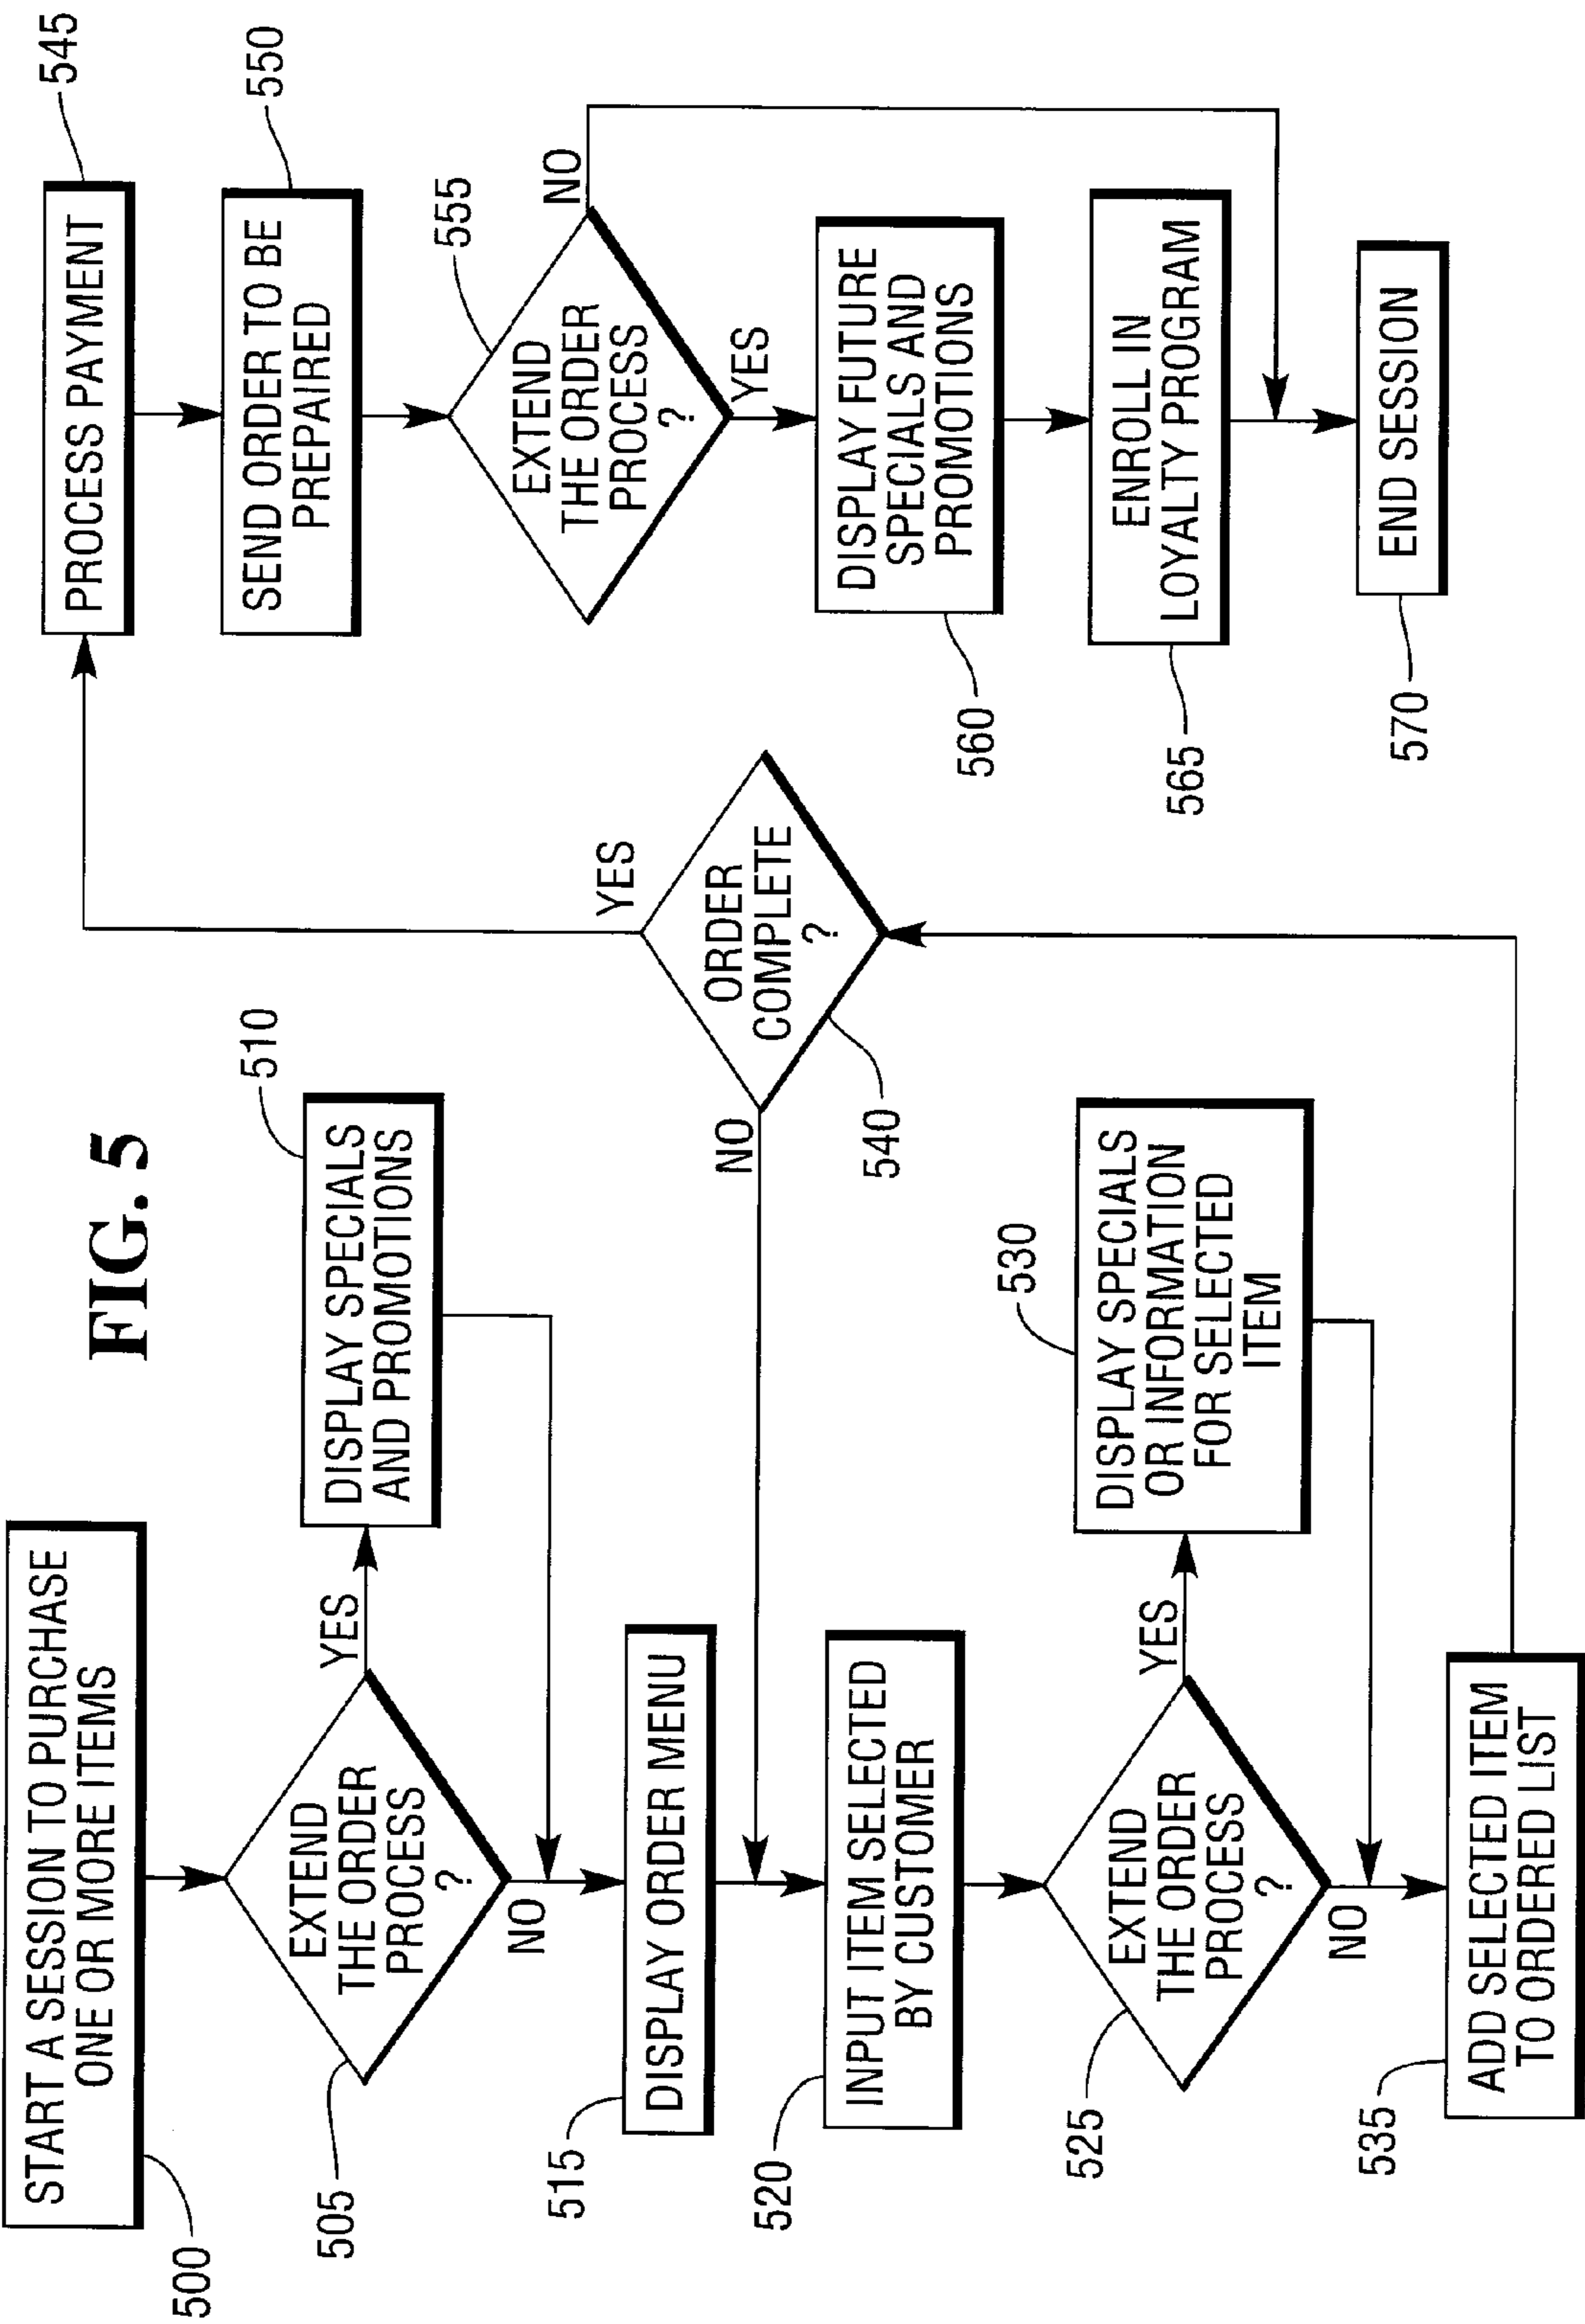 FIG. 5
START A SESSION TO PURCHASE
ONE OR MORE ITEMS
500
EXTEND
THE ORDER
PROCESS
?
505
YES
NO
DISPLAY SPECIALS
AND PROMOTIONS
510
DISPLAY ORDER MENU
515
INPUT ITEM SELECTED
BY CUSTOMER
520
EXTEND
THE ORDER
PROCESS
?
525
YES
NO
DISPLAY SPECIALS
OR INFORMATION
FOR SELECTED
ITEM
530
ADD SELECTED ITEM
TO ORDERED LIST
535
ORDER
COMPLETE
?
540
NO
YES
PROCESS PAYMENT
545
SEND ORDER TO BE
PREPAIRED
550
EXTEND
THE ORDER
PROCESS
?
555
NO
YES
DISPLAY FUTURE
SPECIALS AND
PROMOTIONS
560
ENROLL IN
LOYALTY PROGRAM
565
END SESSION
570